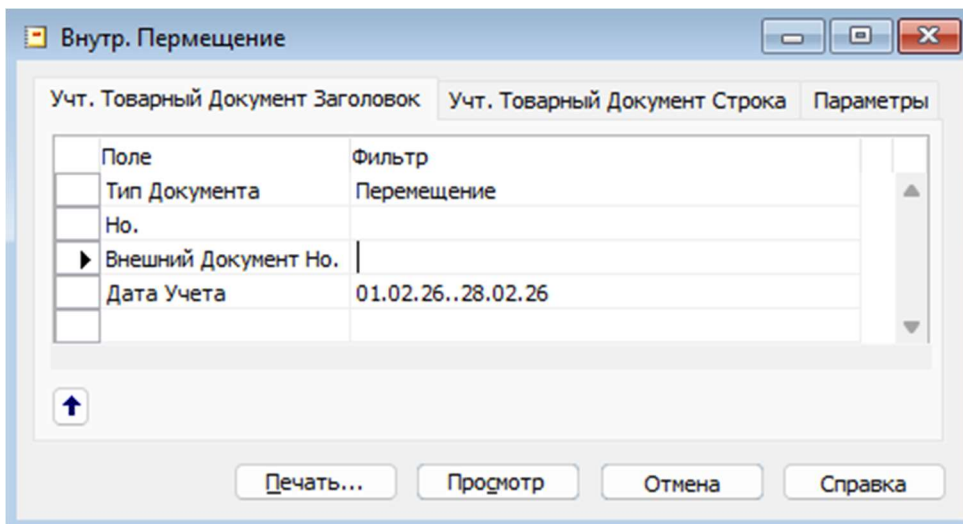 Внутр. Пермещение
Учт. Товарный Документ Заголовок Учт. Товарный Документ Строка Параметры
Поле Фильтр
Тип Документа Перемещение
Но.
Внешний Документ Но.
Дата Учета 01.02.26..28.02.26
Печать... Просмотр Отмена Справка